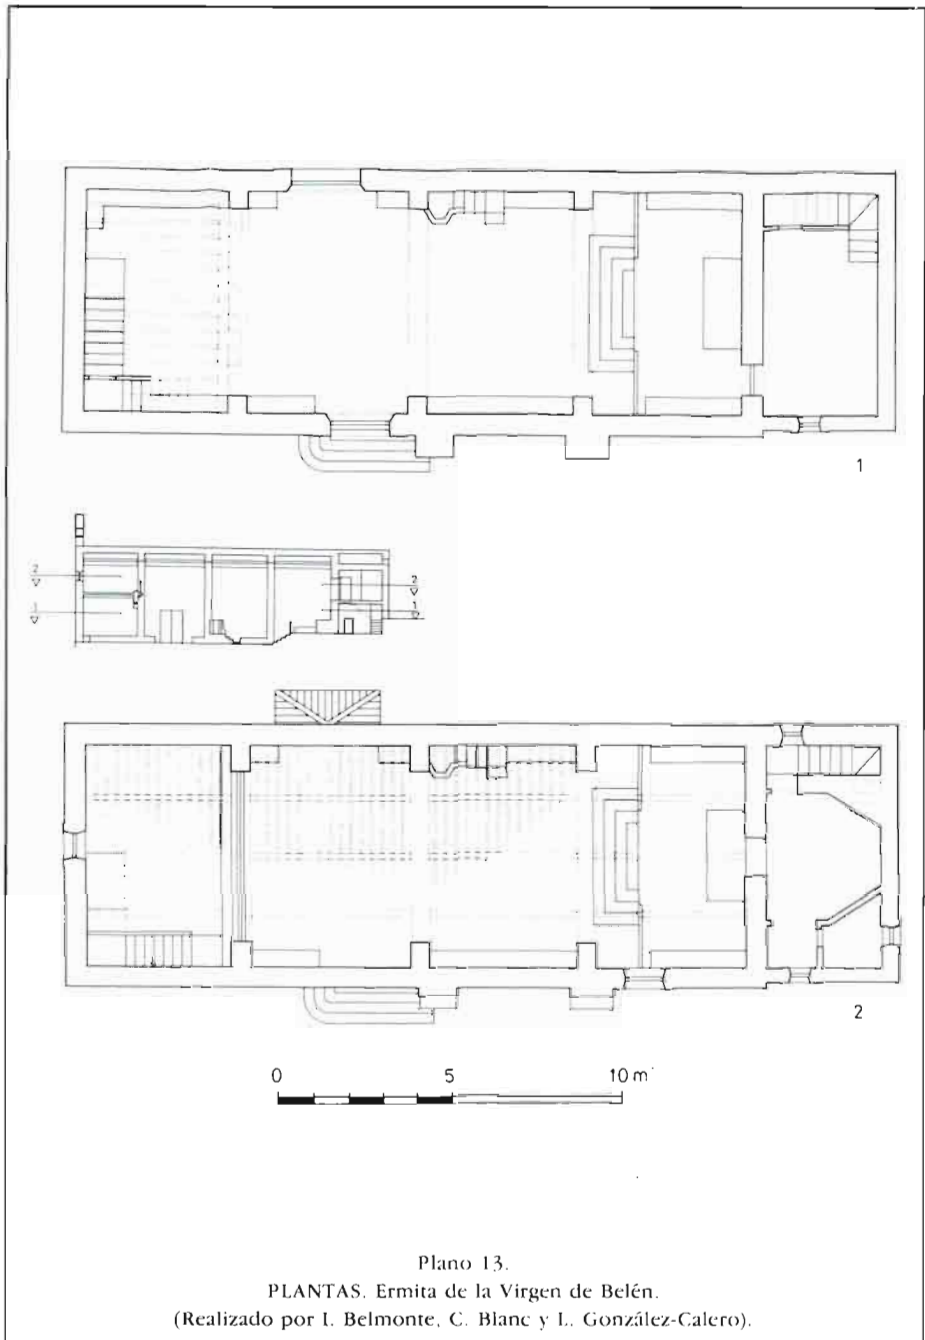 1
2
2
1
1
2
0 5 10 m
Plano 13.
PLANTAS. Ermita de la Virgen de Belén.
(Realizado por I. Belmonte, C. Blanc y L. González-Calero).